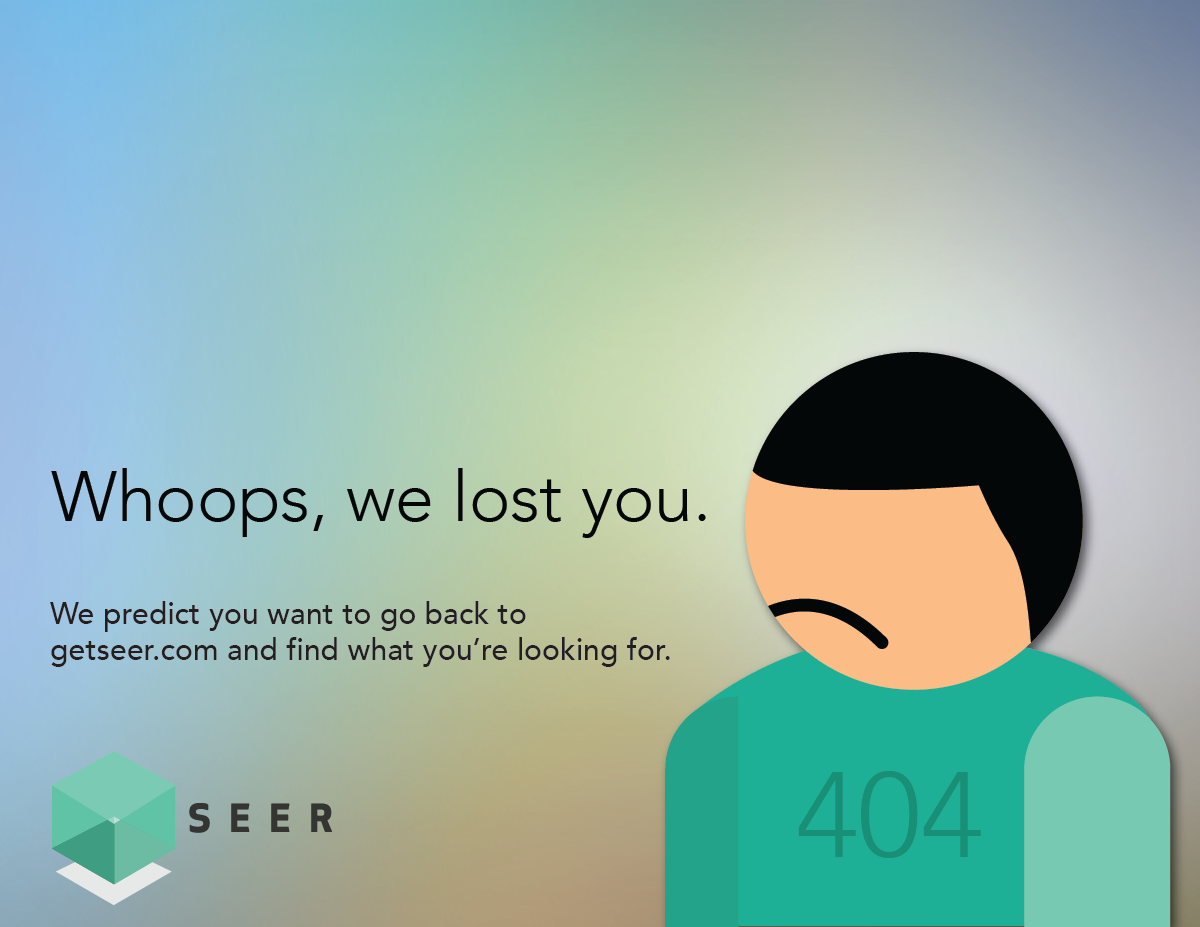 Whoops, we lost you.
We predict you want to go back to
getseer.com and find what you’re looking for.
404
SEER